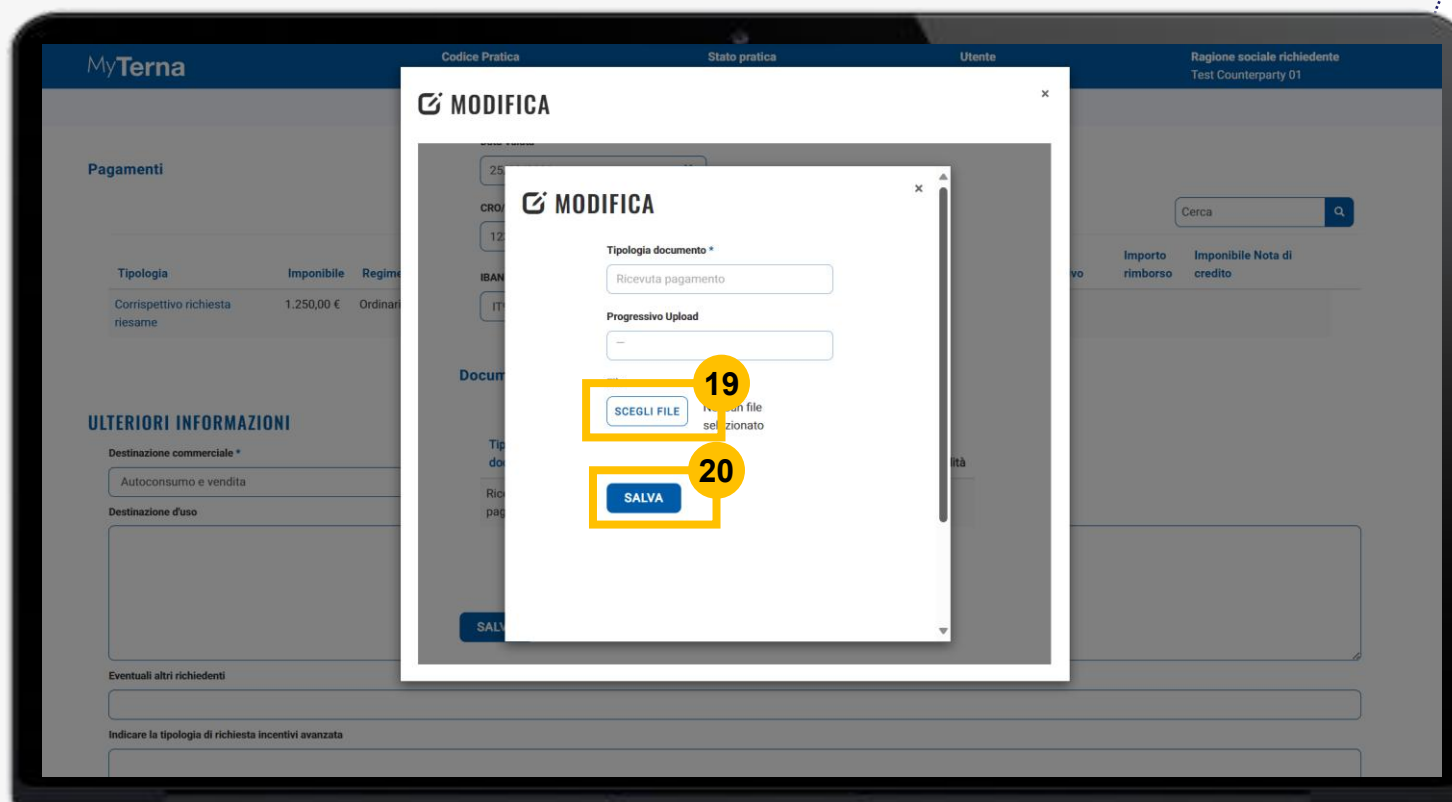 MyTerna
Codice Pratica
Stato pratica
Utente
Ragione sociale richiedente
Test Counterparty 01
MODIFICA
×
Pagamenti
Cerca
Tipologia
Imponibile
Regime
Importo rimborso
Imponibile Nota di credito
Corrispettivo richiesta riesame
1.250,00 €
CRO/
IBAN
MODIFICA
×
Tipologia documento *
Ricevuta pagamento
Progressivo Upload
—
19
SCEGLI FILE
file
20
SALVA
ULTERIORI INFORMAZIONI
Destinazione commerciale *
Autoconsumo e vendita
Destinazione d'uso
Eventuali altri richiedenti
Indicare la tipologia di richiesta incentivi avanzata